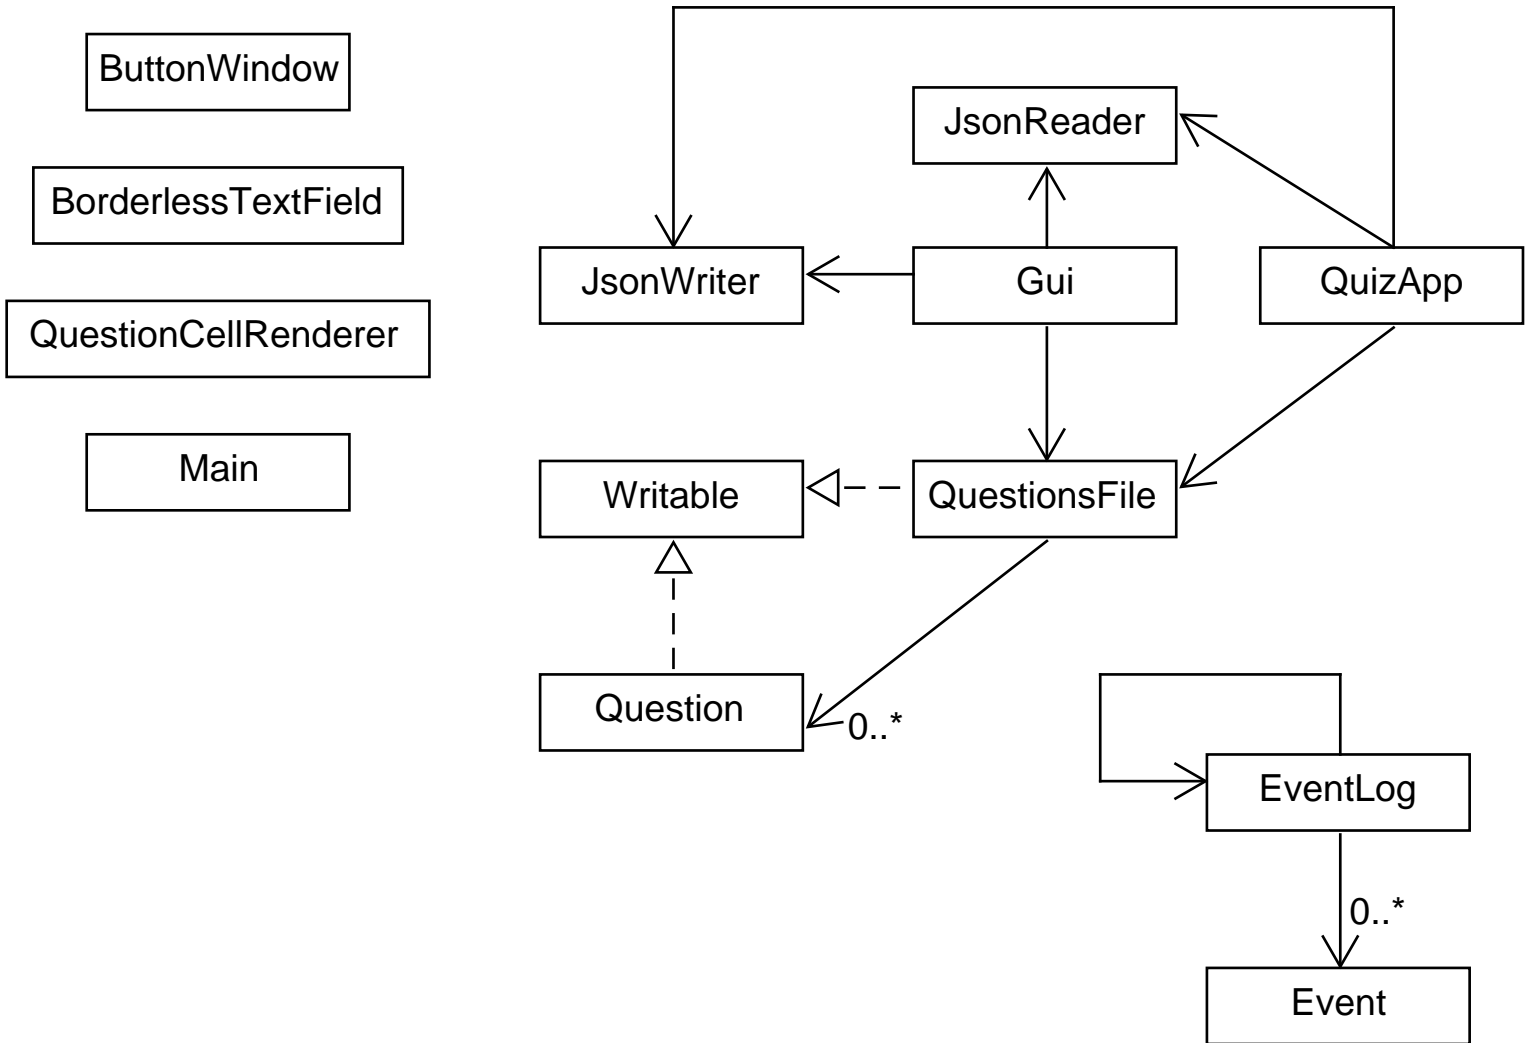 ButtonWindow
BorderlessTextField
QuestionCellRenderer
Main
JsonReader
JsonWriter
Gui
QuizApp
Writable
QuestionsFile
Question
0..*
EventLog
0..*
Event